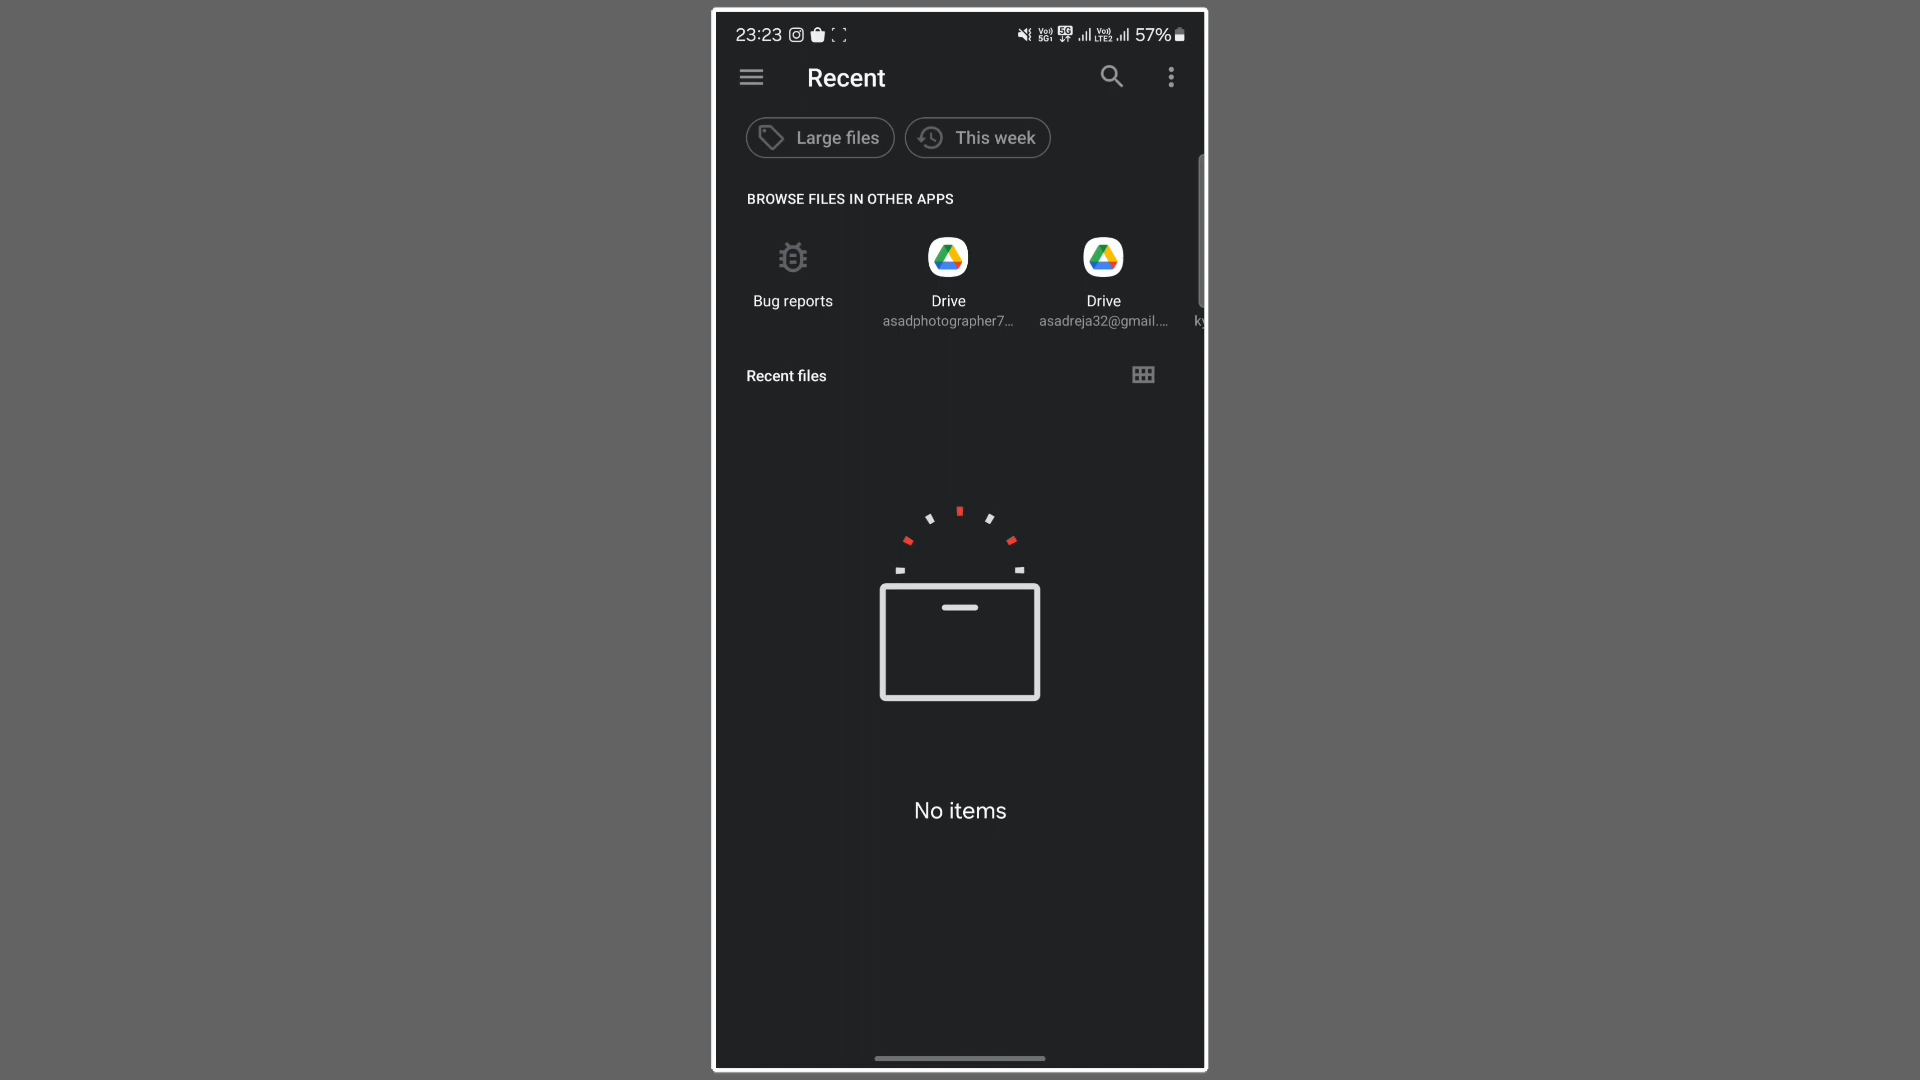 23:23 57%
Recent
Large files This week
BROWSE FILES IN OTHER APPS
Bug reports Drive Drive
asadphotographer7... asadreja32@gmail.... ky
Recent files
No items